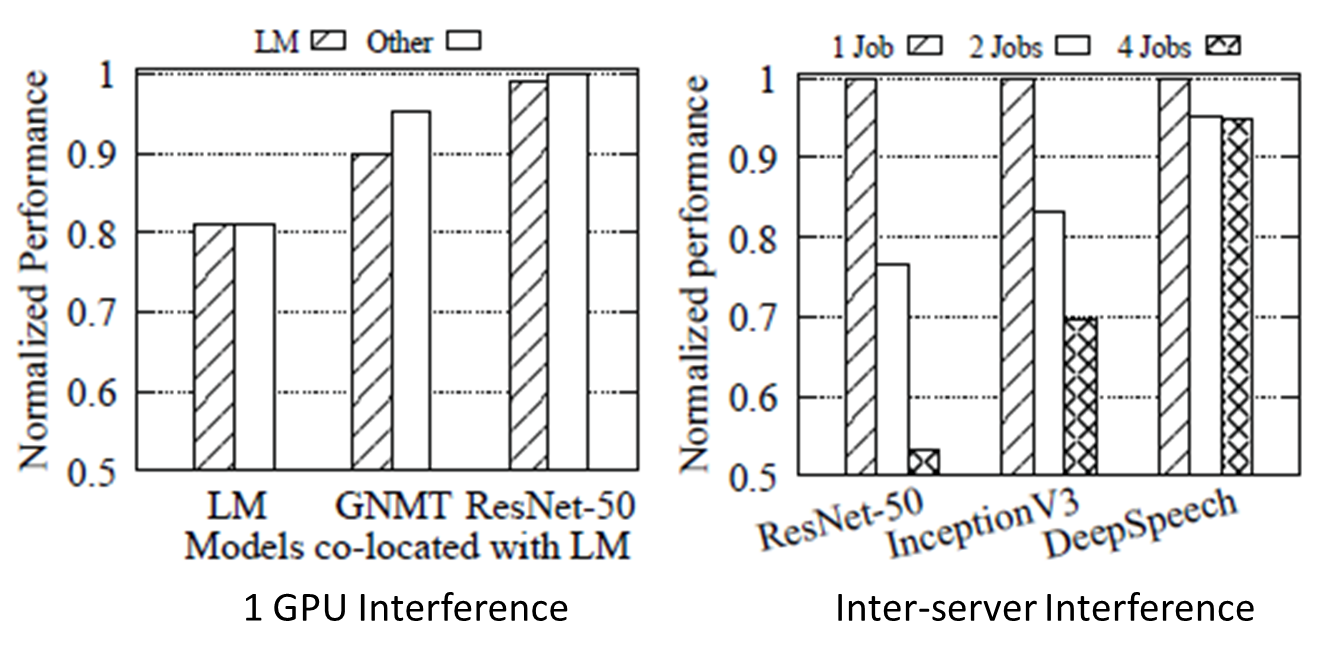 LM Other
Normalized Performance
1
0.9
0.8
0.7
0.6
0.5
LM GNMT ResNet-50
Models co-located with LM
1 GPU Interference
1 Job 2 Jobs 4 Jobs
Normalized performance
1
0.9
0.8
0.7
0.6
0.5
ResNet-50 InceptionV3 DeepSpeech
Inter-server Interference